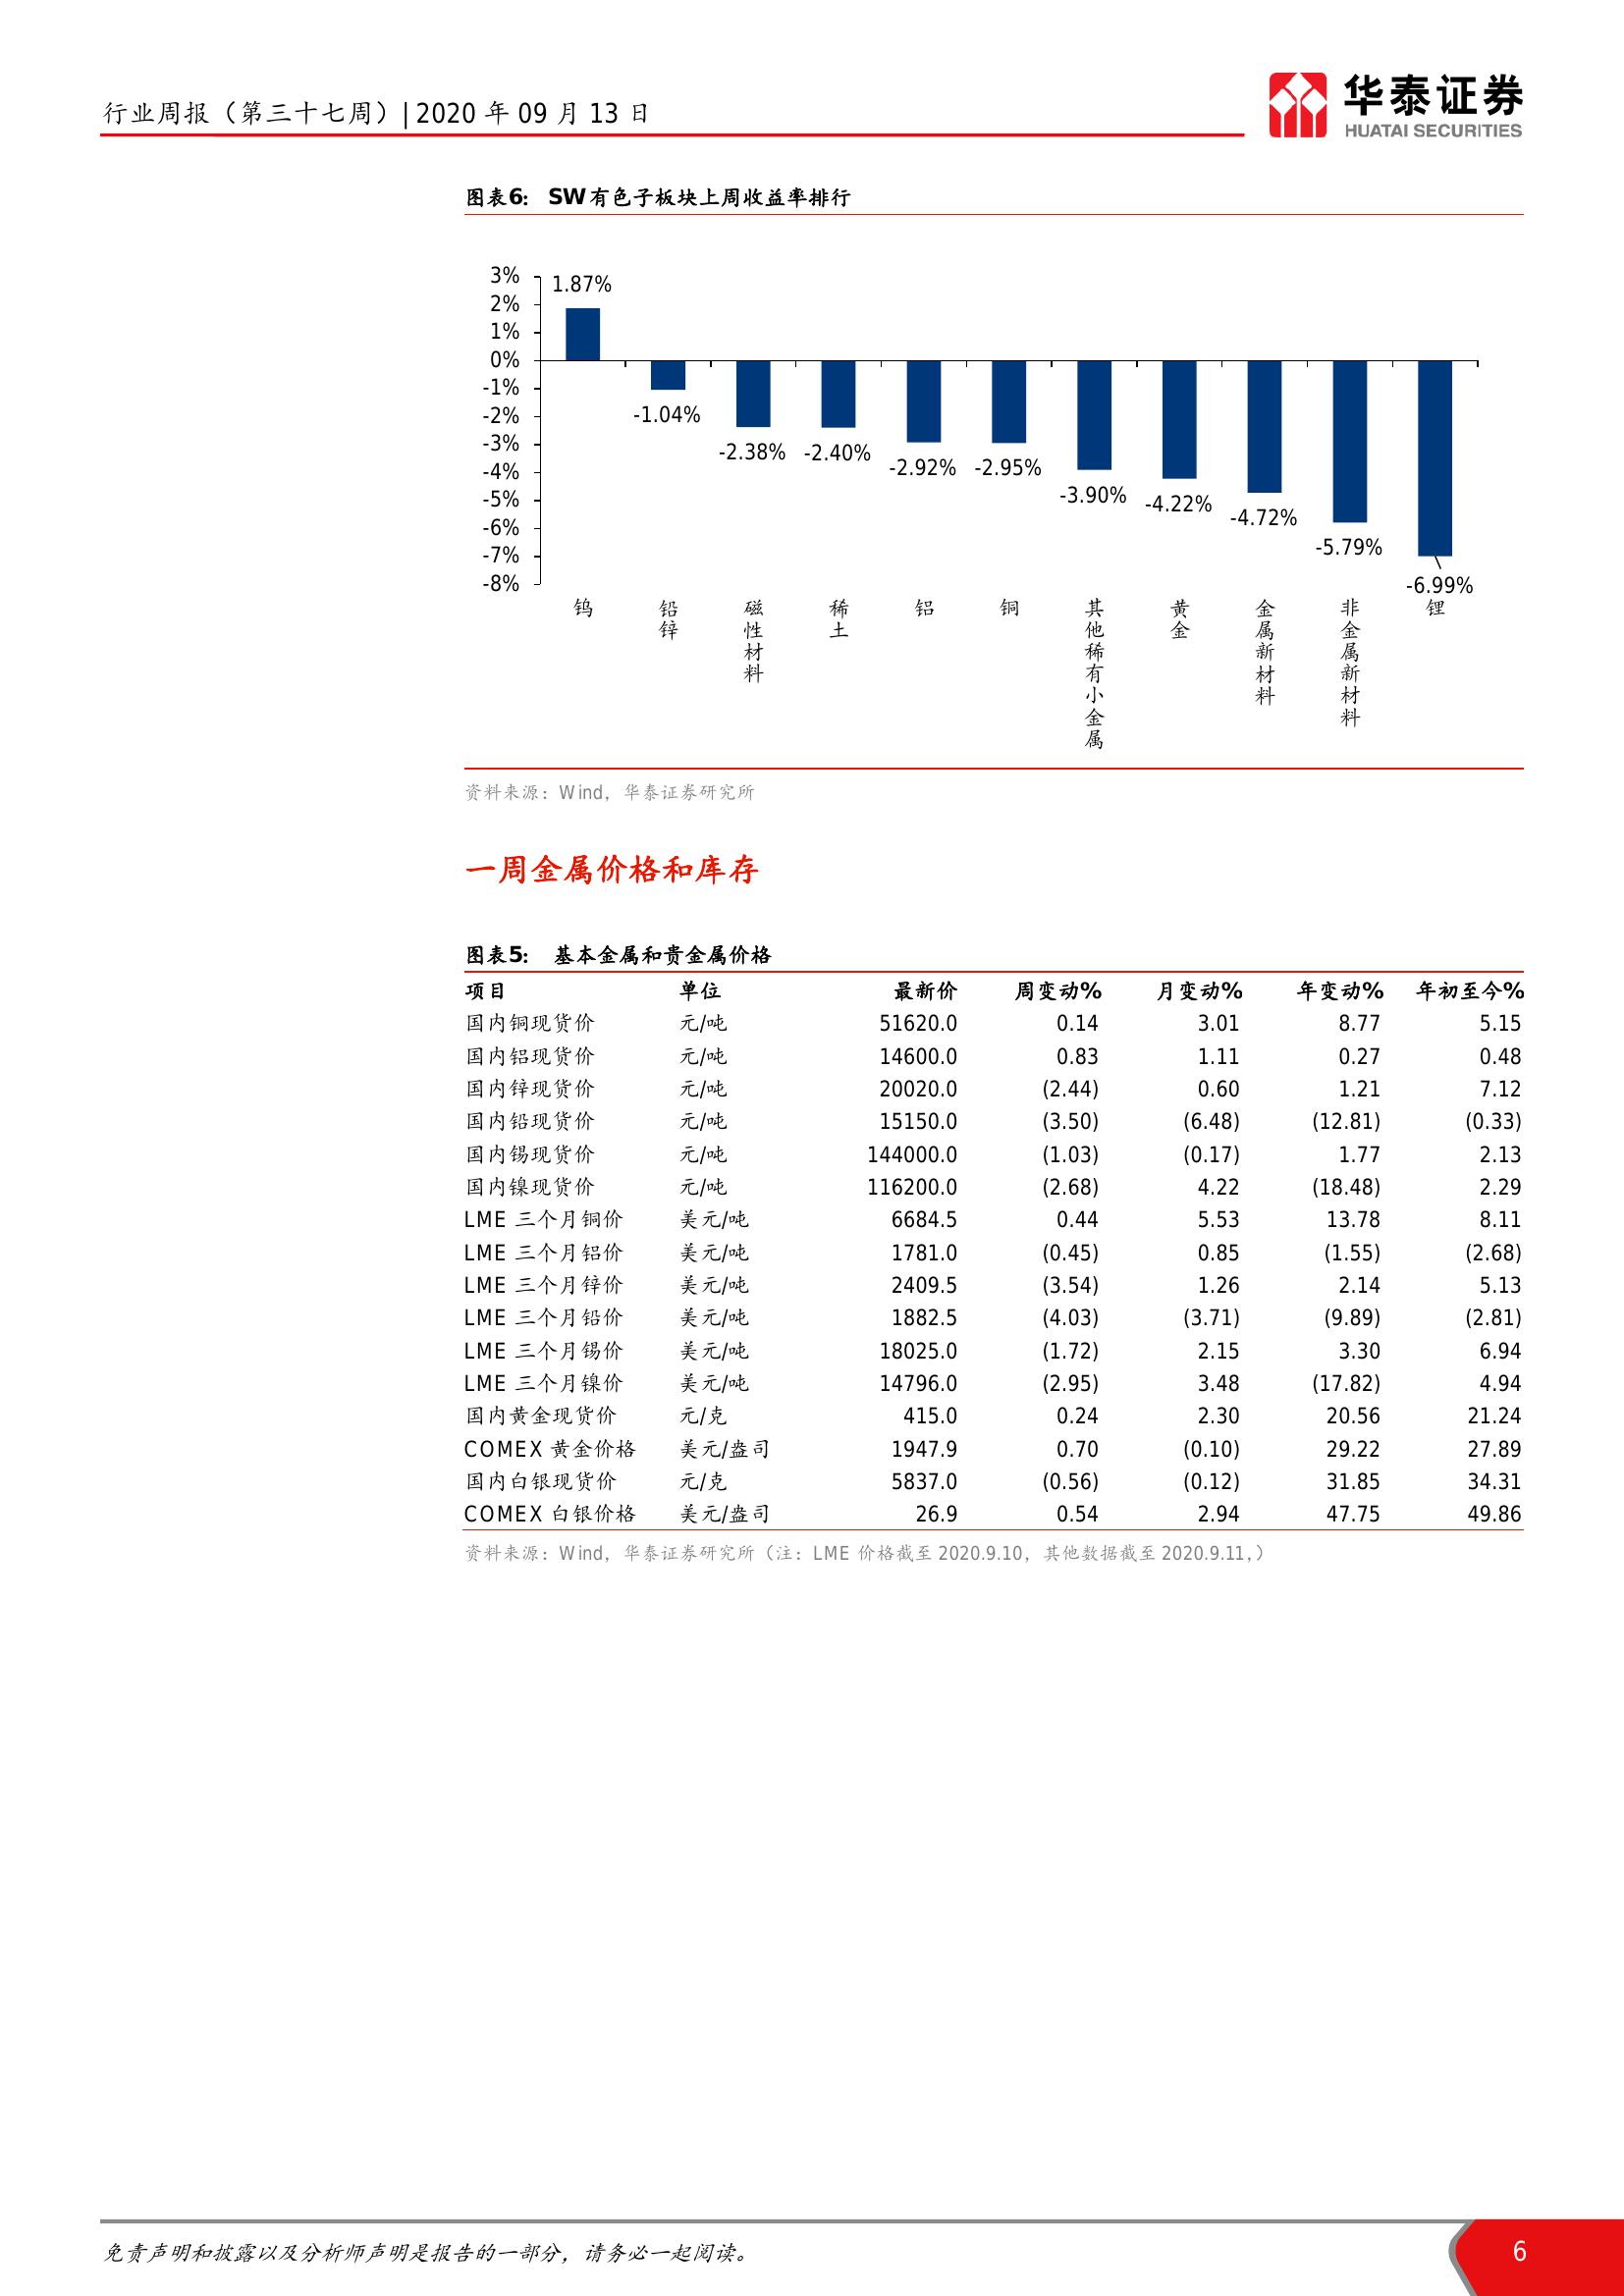 行业周报（第三十七周）| 2020 年 09 月 13 日
华泰证券
HUATAI SECURITIES
图表6： SW有色子板块上周收益率排行
3%
2%
1%
0%
-1%
-2%
-3%
-4%
-5%
-6%
-7%
-8%
1.87%
-1.04%
-2.38%
-2.40%
-2.92%
-2.95%
-3.90%
-4.22%
-4.72%
-5.79%
-6.99%
钨
铅锌
磁性材料
稀土
铝
铜
其他稀有小金属
黄金
金属新材料
非金属新材料
锂
资料来源：Wind，华泰证券研究所
一周金属价格和库存
图表5： 基本金属和贵金属价格
项目 单位 最新价 周变动% 月变动% 年变动% 年初至今%
国内铜现货价 元/吨 51620.0 0.14 3.01 8.77 5.15
国内铝现货价 元/吨 14600.0 0.83 1.11 0.27 0.48
国内锌现货价 元/吨 20020.0 (2.44) 0.60 1.21 7.12
国内铅现货价 元/吨 15150.0 (3.50) (6.48) (12.81) (0.33)
国内锡现货价 元/吨 144000.0 (1.03) (0.17) 1.77 2.13
国内镍现货价 元/吨 116200.0 (2.68) 4.22 (18.48) 2.29
LME 三个月铜价 美元/吨 6684.5 0.44 5.53 13.78 8.11
LME 三个月铝价 美元/吨 1781.0 (0.45) 0.85 (1.55) (2.68)
LME 三个月锌价 美元/吨 2409.5 (3.54) 1.26 2.14 5.13
LME 三个月铅价 美元/吨 1882.5 (4.03) (3.71) (9.89) (2.81)
LME 三个月锡价 美元/吨 18025.0 (1.72) 2.15 3.30 6.94
LME 三个月镍价 美元/吨 14796.0 (2.95) 3.48 (17.82) 4.94
国内黄金现货价 元/克 415.0 0.24 2.30 20.56 21.24
COMEX 黄金价格 美元/盎司 1947.9 0.70 (0.10) 29.22 27.89
国内白银现货价 元/克 5837.0 (0.56) (0.12) 31.85 34.31
COMEX 白银价格 美元/盎司 26.9 0.54 2.94 47.75 49.86
资料来源：Wind，华泰证券研究所（注：LME 价格截至 2020.9.10，其他数据截至 2020.9.11,）
免责声明和披露以及分析师声明是报告的一部分，请务必一起阅读。
6